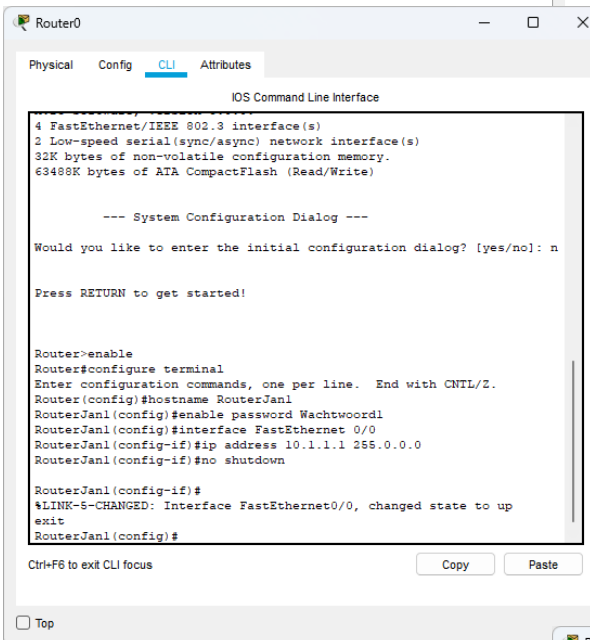 Router0
Physical Config CLI Attributes
IOS Command Line Interface
4 FastEthernet/IEEE 802.3 interface(s)
2 Low-speed serial(sync/async) network interface(s)
32K bytes of non-volatile configuration memory.
63488K bytes of ATA CompactFlash (Read/Write)
--- System Configuration Dialog ---
Would you like to enter the initial configuration dialog? [yes/no]: n
Press RETURN to get started!
Router>enable
Router#configure terminal
Enter configuration commands, one per line.  End with CNTL/Z.
Router(config)#hostname RouterJan1
RouterJan1(config)#enable password Wachtwoord1
RouterJan1(config)#interface FastEthernet 0/0
RouterJan1(config-if)#ip address 10.1.1.1 255.0.0.0
RouterJan1(config-if)#no shutdown
RouterJan1(config-if)#
%LINK-5-CHANGED: Interface FastEthernet0/0, changed state to up
exit
RouterJan1(config)#
Ctrl+F6 to exit CLI focus
Copy Paste
Top